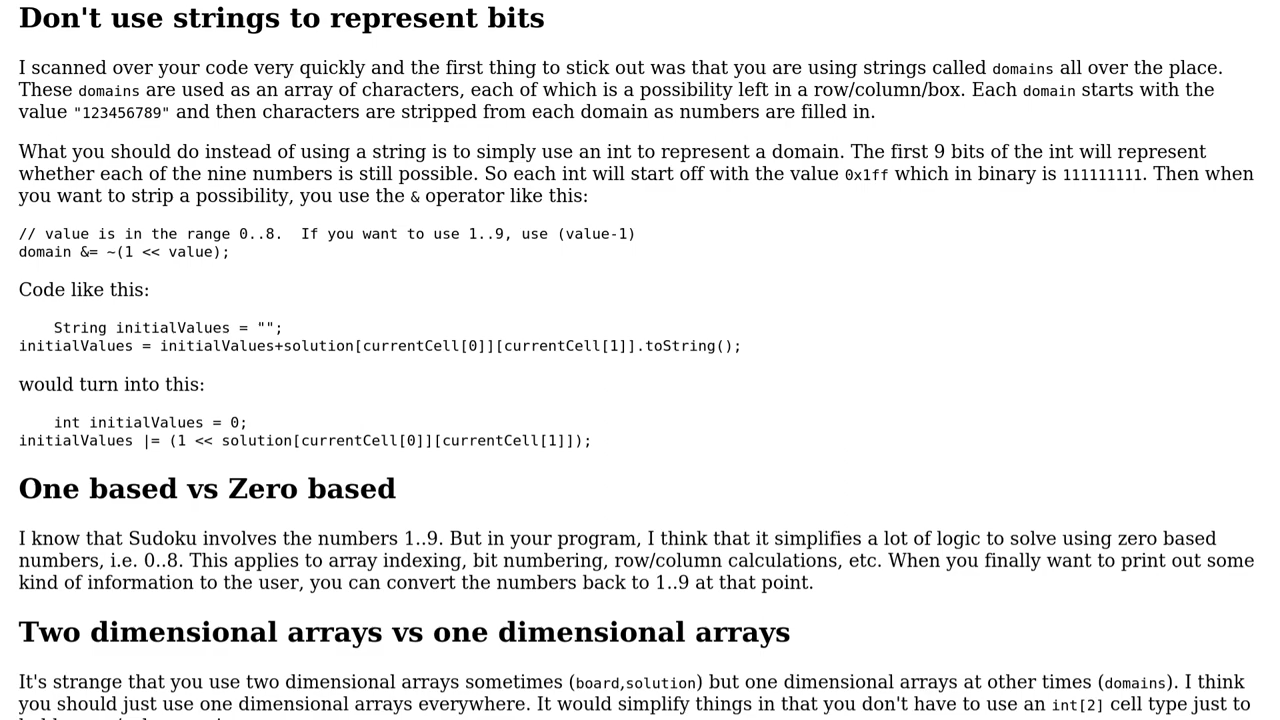 Don't use strings to represent bits
I scanned over your code very quickly and the first thing to stick out was that you are using strings called domains all over the place.
These domains are used as an array of characters, each of which is a possibility left in a row/column/box. Each domain starts with the
value "123456789" and then characters are stripped from each domain as numbers are filled in.
What you should do instead of using a string is to simply use an int to represent a domain. The first 9 bits of the int will represent
whether each of the nine numbers is still possible. So each int will start off with the value 0x1ff which in binary is 111111111. Then when
you want to strip a possibility, you use the & operator like this:
// value is in the range 0..8.  If you want to use 1..9, use (value-1)
domain &= ~(1 << value);
Code like this:
    String initialValues = "";
initialValues = initialValues+solution[currentCell[0]][currentCell[1]].toString();
would turn into this:
    int initialValues = 0;
initialValues |= (1 << solution[currentCell[0]][currentCell[1]]);
One based vs Zero based
I know that Sudoku involves the numbers 1..9. But in your program, I think that it simplifies a lot of logic to solve using zero based
numbers, i.e. 0..8. This applies to array indexing, bit numbering, row/column calculations, etc. When you finally want to print out some
kind of information to the user, you can convert the numbers back to 1..9 at that point.
Two dimensional arrays vs one dimensional arrays
It's strange that you use two dimensional arrays sometimes (board,solution) but one dimensional arrays at other times (domains). I think
you should just use one dimensional arrays everywhere. It would simplify things in that you don't have to use an int[2] cell type just to